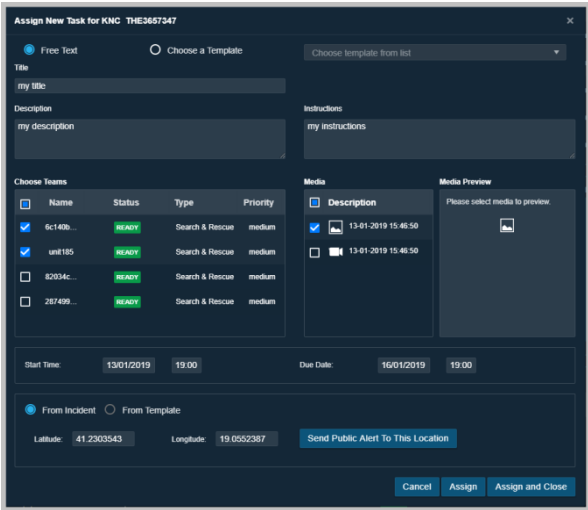 Assign New Task for KNC THE3657347 ×
Free Text Choose a Template Choose template from list
Title
my title
Description Instructions
my description my instructions
Choose Teams Media Media Preview
Name Status Type Priority Description Please select media to preview.
6c140b... READY Search & Rescue medium 13-01-2019 15:46:50
unit185 READY Search & Rescue medium 13-01-2019 15:46:50
82034c... READY Search & Rescue medium
287499... READY Search & Rescue medium
Start Time: 13/01/2019 19:00 Due Date: 16/01/2019 19:00
From Incident From Template
Latitude: 41.2303543 Longitude: 19.0552387 Send Public Alert To This Location
Cancel Assign Assign and Close